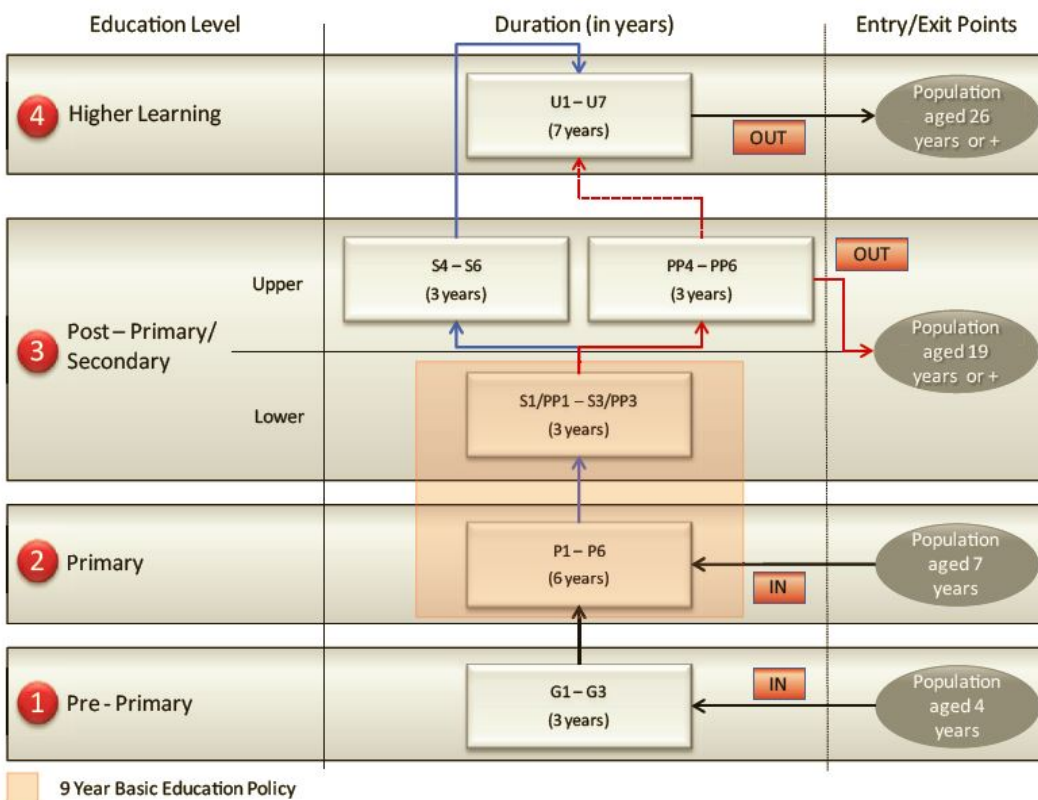 Education Level
Duration (in years)
Entry/Exit Points
4
Higher Learning
U1 – U7
(7 years)
OUT
Population
aged 26
years or +
3
Post – Primary/
Secondary
Upper
S4 – S6
(3 years)
PP4 – PP6
(3 years)
OUT
Population
aged 19
years or +
Lower
S1/PP1 – S3/PP3
(3 years)
2
Primary
P1 – P6
(6 years)
IN
Population
aged 7
years
1
Pre - Primary
G1 – G3
(3 years)
IN
Population
aged 4
years
9 Year Basic Education Policy